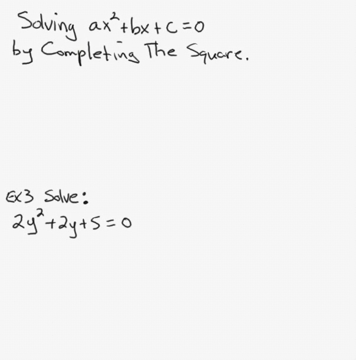 Solving ax²+bx+c=0
by Completing The Square.
Ex3 Solve:
2y²+2y+5=0